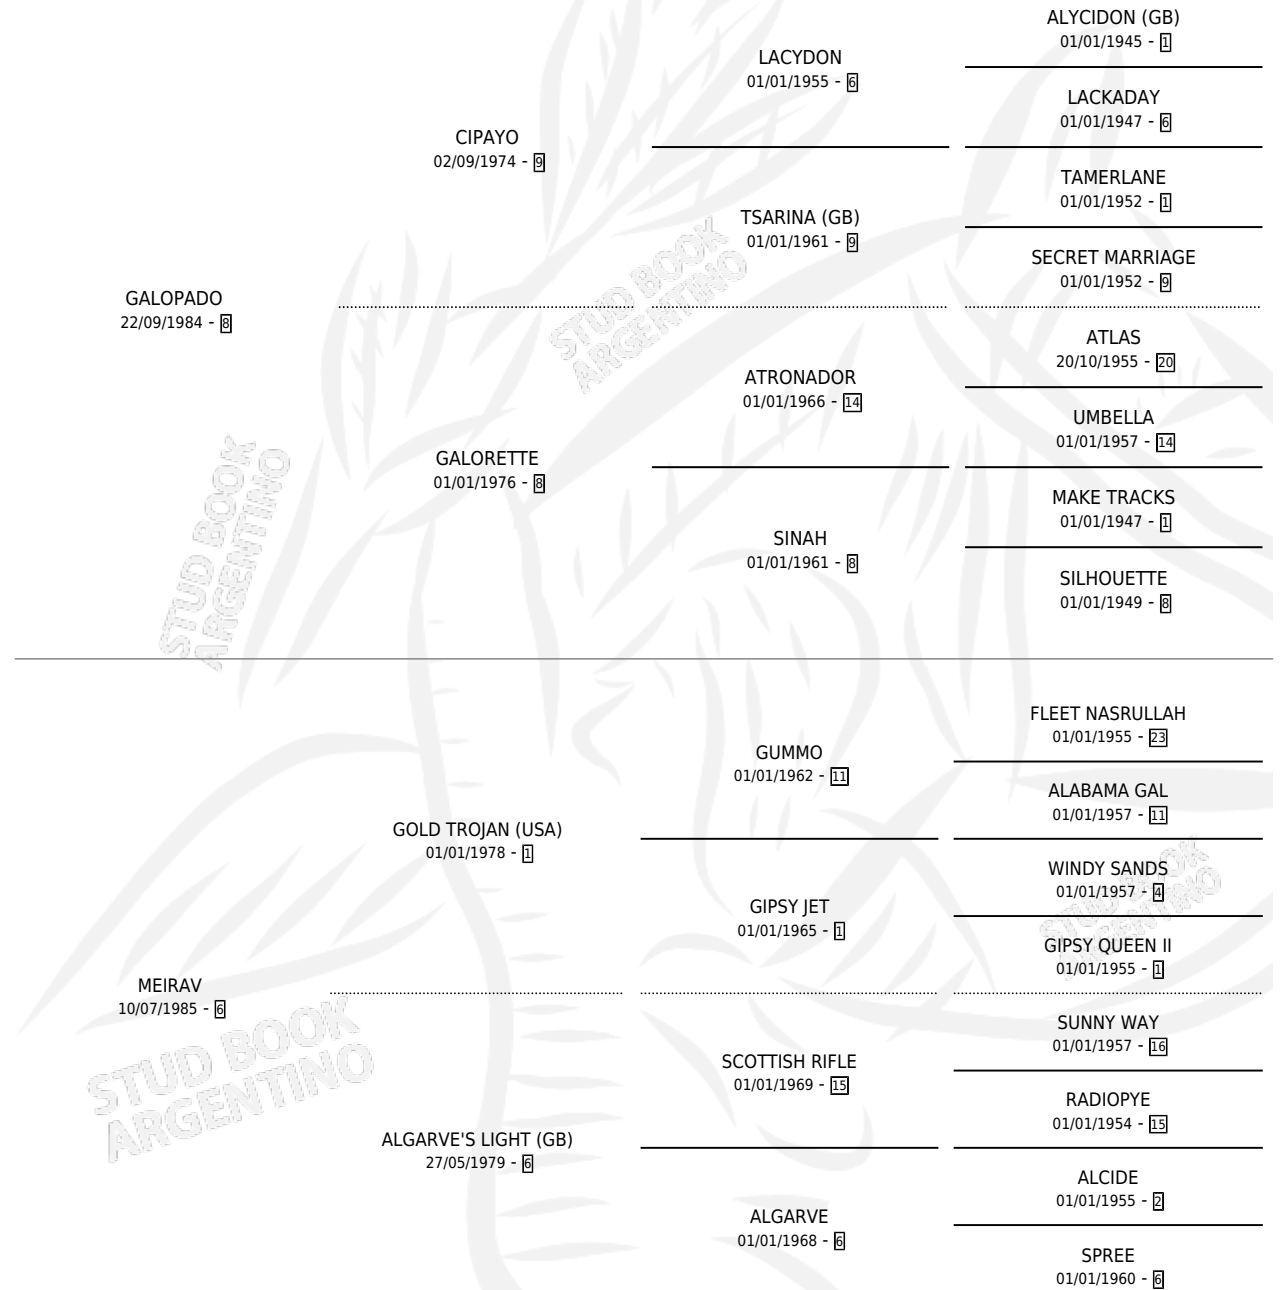 ALYCIDON (GB)
01/01/1945 - 1
LACYDON
01/01/1955 - 6
LACKADAY
01/01/1947 - 6
CIPAYO
02/09/1974 - 9
TAMERLANE
01/01/1952 - 1
TSARINA (GB)
01/01/1961 - 9
SECRET MARRIAGE
01/01/1952 - 9
GALOPADO
22/09/1984 - 8
STUD BOOK
ARGENTINO
ATLAS
20/10/1955 - 20
ATRONADOR
01/01/1966 - 14
UMBELLA
01/01/1957 - 14
GALORETTE
01/01/1976 - 8
MAKE TRACKS
01/01/1947 - 1
SINAH
01/01/1961 - 8
SILHOUETTE
01/01/1949 - 8
STUD BOOK
ARGENTINO
FLEET NASRULLAH
01/01/1955 - 23
GUMMO
01/01/1962 - 11
ALABAMA GAL
01/01/1957 - 11
GOLD TROJAN (USA)
01/01/1978 - 1
WINDY SANDS
01/01/1957 - 4
GIPSY JET
01/01/1965 - 1
GIPSY QUEEN II
01/01/1955 - 1
STUD BOOK
ARGENTINO
MEIRAV
10/07/1985 - 6
SUNNY WAY
01/01/1957 - 16
SCOTTISH RIFLE
01/01/1969 - 15
RADIOPYE
01/01/1954 - 15
STUD BOOK
ARGENTINO
ALGARVE'S LIGHT (GB)
27/05/1979 - 6
ALCIDE
01/01/1955 - 2
ALGARVE
01/01/1968 - 6
SPREE
01/01/1960 - 6